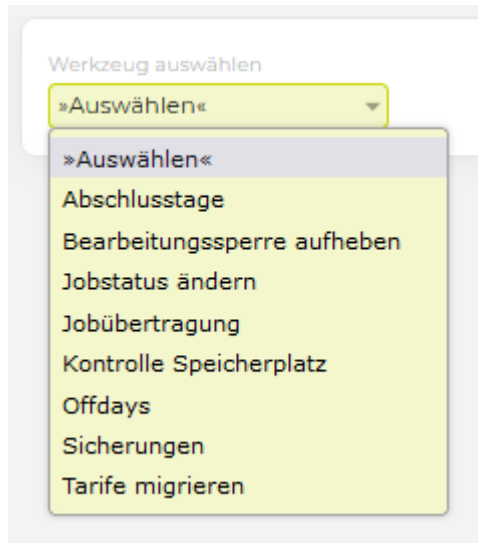 Werkzeug auswählen
»Auswählen«
»Auswählen«
Abschlusstage
Bearbeitungssperre aufheben
Jobstatus ändern
Jobübertragung
Kontrolle Speicherplatz
Offdays
Sicherungen
Tarife migrieren